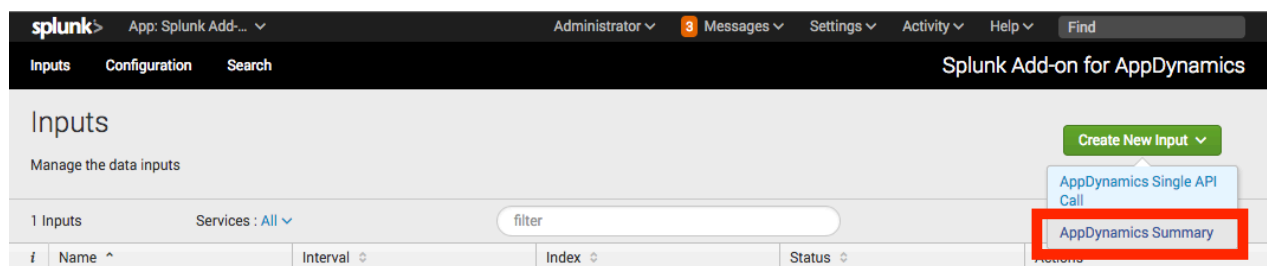 splunk> App: Splunk Add-... Administrator 3 Messages Settings Activity Help Find
Inputs Configuration Search Splunk Add-on for AppDynamics
Inputs
Create New Input
Manage the data inputs
AppDynamics Single API
Call
1 Inputs Services : All filter
AppDynamics Summary
i Name Interval Index Status Actions